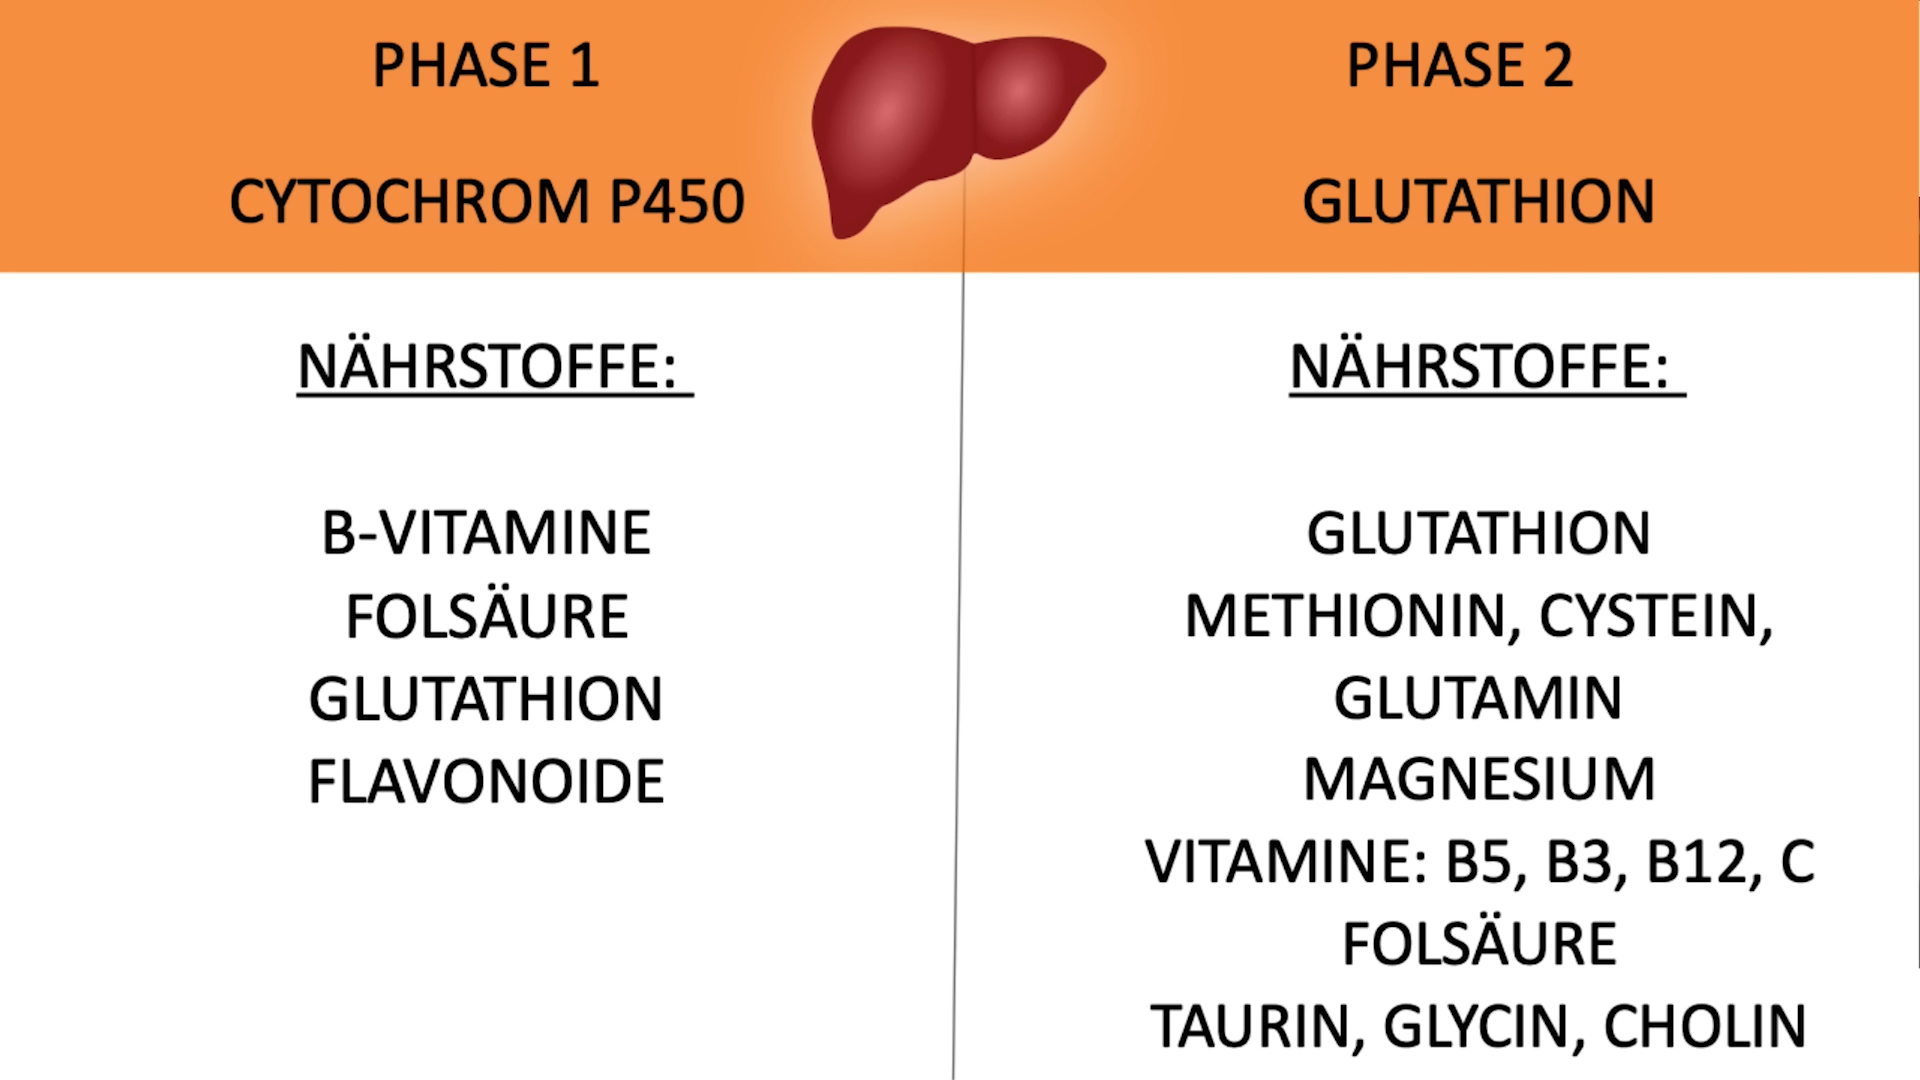 PHASE 1
CYTOCHROM P450
NÄHRSTOFFE:
B-VITAMINE
FOLSÄURE
GLUTATHION
FLAVONOIDE
PHASE 2
GLUTATHION
NÄHRSTOFFE:
GLUTATHION
METHIONIN, CYSTEIN,
GLUTAMIN
MAGNESIUM
VITAMINE: B5, B3, B12, C
FOLSÄURE
TAURIN, GLYCIN, CHOLIN